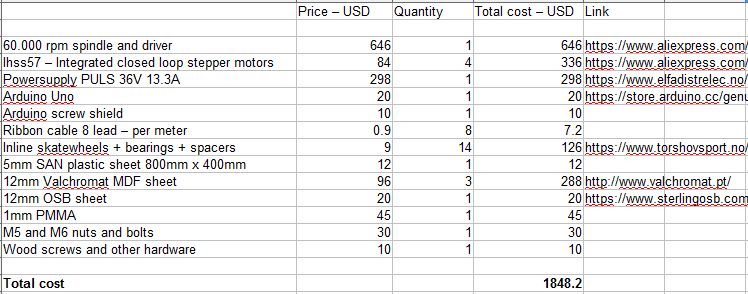 Price – USD Quantity Total cost – USD Link
60.000 rpm spindle and driver 646 1 646 https://www.aliexpress.com/
Ihss57 – Integrated closed loop stepper motors 84 4 336 https://www.aliexpress.com/
Powersupply PULS 36V 13.3A 298 1 298 https://www.elfadistrelec.no/
Arduino Uno 20 1 20 https://store.arduino.cc/genu
Arduino screw shield 10 1 10
Ribbon cable 8 lead – per meter 0.9 8 7.2
Inline skatewheels + bearings + spacers 9 14 126 https://www.torshovsport.no/
5mm SAN plastic sheet 800mm x 400mm 12 1 12
12mm Valchromat MDF sheet 96 3 288 http://www.valchromat.pt/
12mm OSB sheet 20 1 20 https://www.sterlingosb.com
1mm PMMA 45 1 45
M5 and M6 nuts and bolts 30 1 30
Wood screws and other hardware 10 1 10
Total cost 1848.2